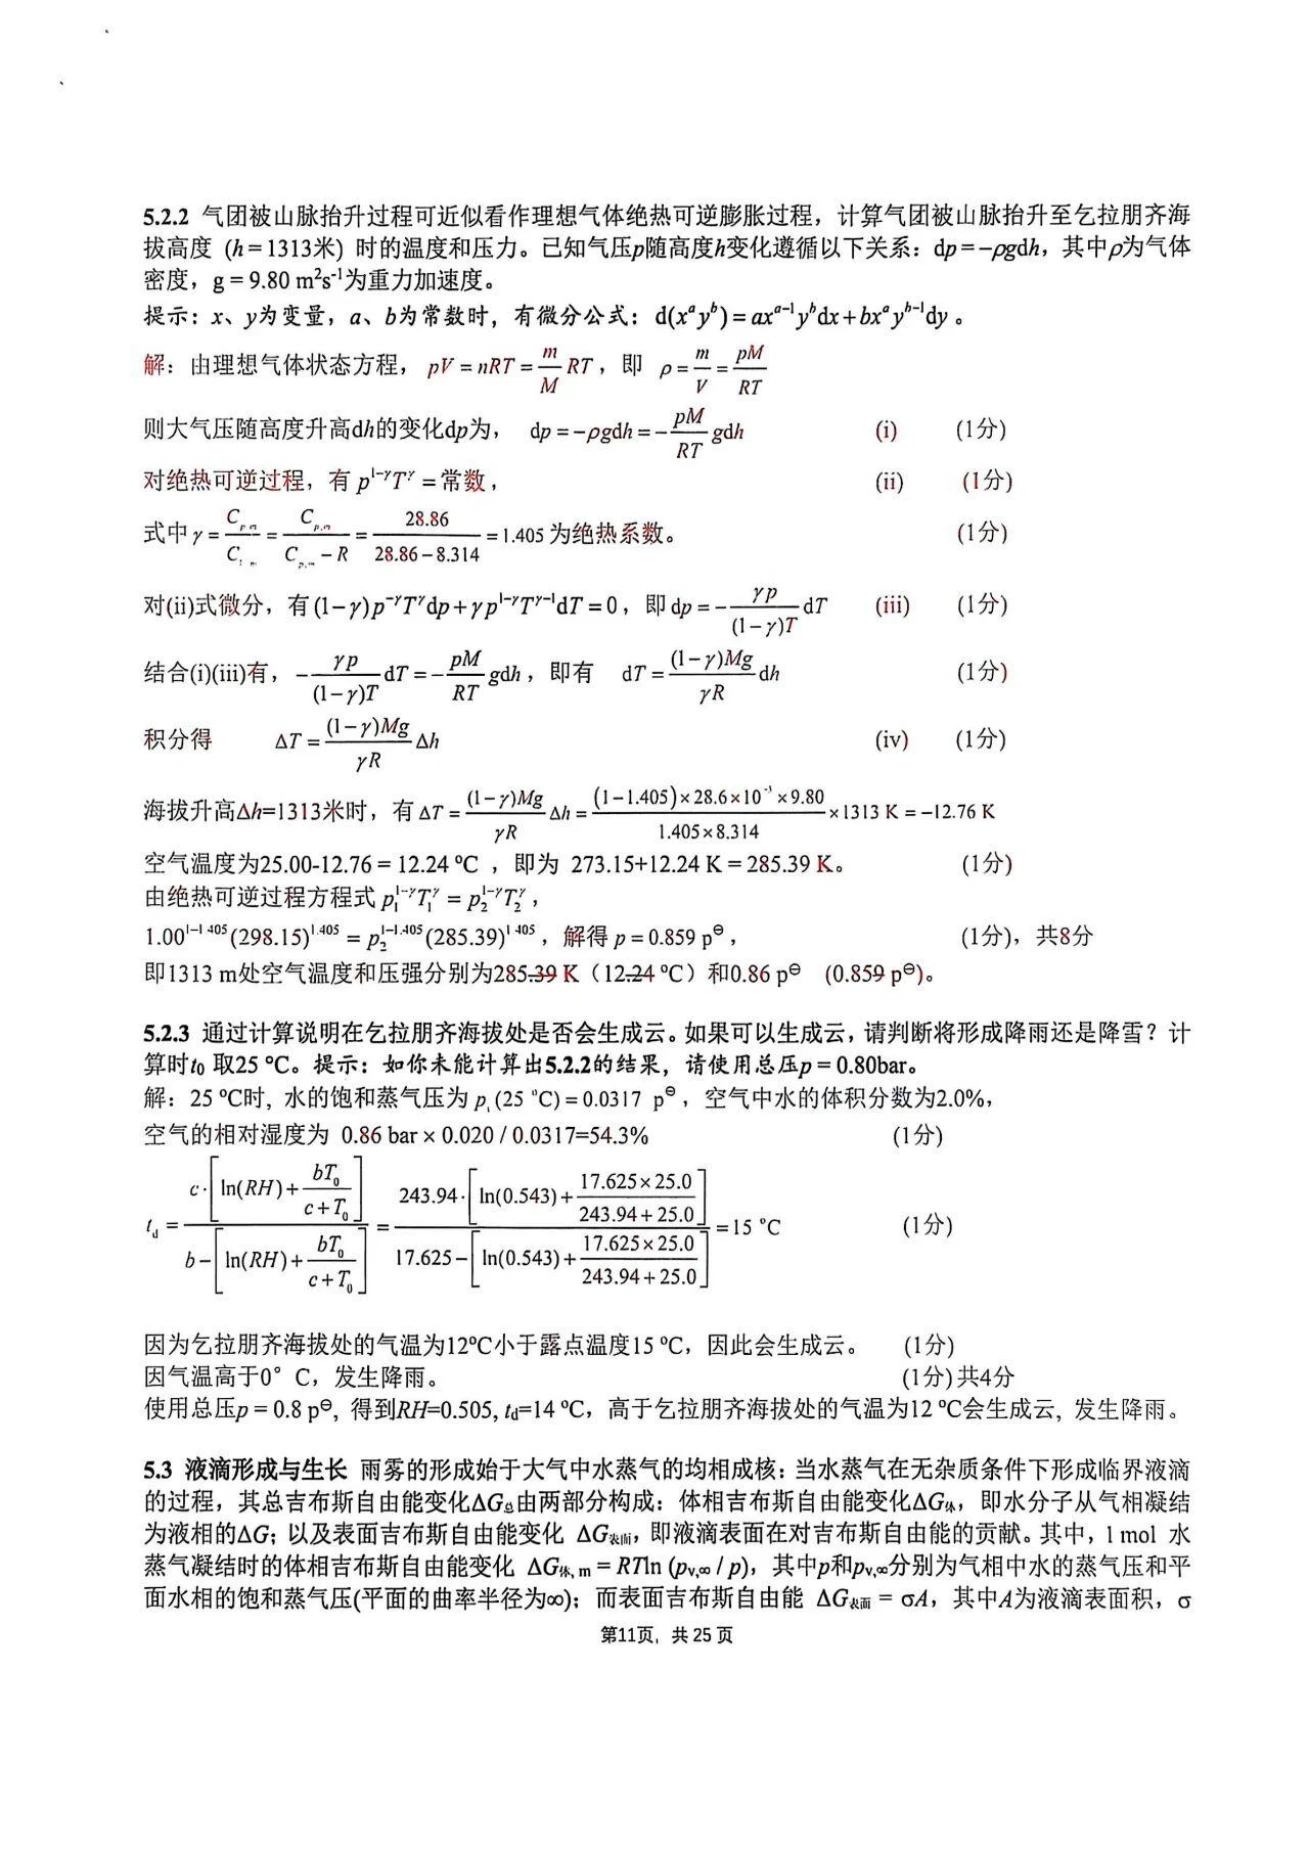 5.2.2 气团被山脉抬升过程可近似看作理想气体绝热可逆膨胀过程，计算气团被山脉抬升至乞拉朋齐海
拔高度 (h=1313米) 时的温度和压力。已知气压p随高度h变化遵循以下关系：dp=-ρgdh，其中ρ为气体
密度，g = 9.80 m²s⁻¹为重力加速度。
提示：x、y为变量，a、b为常数时，有微分公式：d(xᵃyᵇ)=axᵃ⁻¹yᵇdx+bxᵃyᵇ⁻¹dy。
解：由理想气体状态方程，pV = nRT = m/M RT，即 ρ = m/V = pM/RT
则大气压随高度升高dh的变化dp为， dp=-ρgdh=-pM/RT gdh (i) (1分)
对绝热可逆过程，有 p^(1-γ)T^γ =常数， (ii) (1分)
式中 γ = C_p,m/C = C_p,m/(C_p,m - R) = 28.86/(28.86-8.314) =1.405 为绝热系数。 (1分)
对(ii)式微分，有(1-γ)p^(-γ)T^γdp+γp^(1-γ)T^(γ-1)dT=0，即dp=-γp/((1-γ)T) dT (iii) (1分)
结合(i)(iii)有，-γp/((1-γ)T) dT=-pM/RT gdh，即有 dT=(1-γ)Mg/γR dh (1分)
积分得 ΔT=(1-γ)Mg/γR Δh (iv) (1分)
海拔升高Δh=1313米时，有ΔT=(1-γ)Mg/γR Δh=(1-1.405)×28.6×10⁻³×9.80/(1.405×8.314) ×1313 K = -12.76 K
空气温度为25.00-12.76 = 12.24 ºC ，即为 273.15+12.24 K = 285.39 K。 (1分)
由绝热可逆过程方程式 p₁^(1-γ)T₁^γ = p₂^(1-γ)T₂^γ，
1.00^(1-1.405)(298.15)^1.405 = p₂^(1-1.405)(285.39)^1.405，解得 p = 0.859 p⊖， (1分)，共8分
即1313 m处空气温度和压强分别为285.39 K（12.24 ºC）和0.86 p⊖ (0.859 p⊖)。
5.2.3 通过计算说明在乞拉朋齐海拔处是否会生成云。如果可以生成云，请判断将形成降雨还是降雪？计
算时t₀ 取25 ºC。提示：如你未能计算出5.2.2的结果，请使用总压p = 0.80bar。
解：25 ºC时, 水的饱和蒸气压为 p (25 ºC) = 0.0317 p⊖，空气中水的体积分数为2.0%，
空气的相对湿度为 0.86 bar × 0.020 / 0.0317=54.3% (1分)
t_d = c·[ln(RH)+bT₀/(c+T₀)] / (b-[ln(RH)+bT₀/(c+T₀)]) = 243.94·[ln(0.543)+17.625×25.0/(243.94+25.0)] / (17.625-[ln(0.543)+17.625×25.0/(243.94+25.0)]) =15 °C (1分)
因为乞拉朋齐海拔处的气温为12ºC小于露点温度15 ºC，因此会生成云。 (1分)
因气温高于0° C，发生降雨。 (1分)共4分
使用总压p = 0.8 p⊖, 得到RH=0.505, t_d=14 ºC，高于乞拉朋齐海拔处的气温为12 ºC会生成云, 发生降雨。
5.3 液滴形成与生长 雨雾的形成始于大气中水蒸气的均相成核：当水蒸气在无杂质条件下形成临界液滴
的过程，其总吉布斯自由能变化ΔG总由两部分构成：体相吉布斯自由能变化ΔG体，即水分子从气相凝结
为液相的ΔG；以及表面吉布斯自由能变化 ΔG表面，即液滴表面在对吉布斯自由能的贡献。其中，1 mol 水
蒸气凝结时的体相吉布斯自由能变化 ΔG体, m = RTln (pv,∞ / p)，其中p和pv,∞分别为气相中水的蒸气压和平
面水相的饱和蒸气压(平面的曲率半径为∞)；而表面吉布斯自由能 ΔG表面 = σA，其中A为液滴表面积，σ
第11页，共 25 页